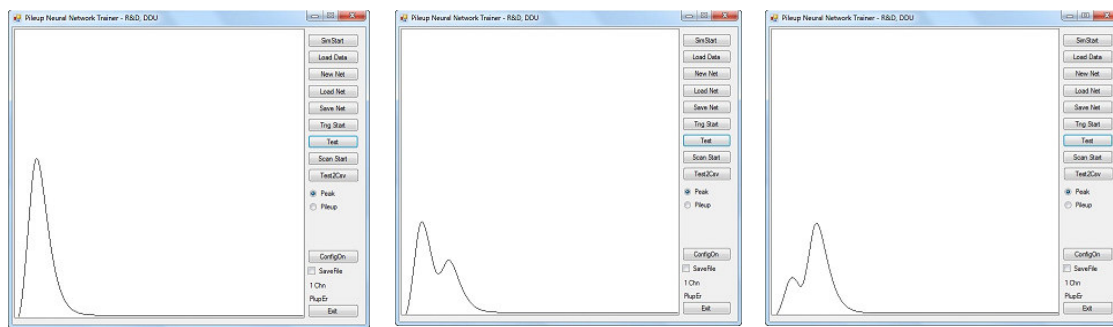 Pileup Neural Network Trainer - R&D, DDU
SimStart
Load Data
New Net
Load Net
Save Net
Tng Start
Test
Scan Start
Test2Csv
Peak
Pileup
ConfigOn
SaveFile
1 Chn
PlupEr
Exit
Pileup Neural Network Trainer - R&D, DDU
SimStart
Load Data
New Net
Load Net
Save Net
Tng Start
Test
Scan Start
Test2Csv
Peak
Pileup
ConfigOn
SaveFile
1 Chn
PlupEr
Exit
Pileup Neural Network Trainer - R&D, DDU
SimStart
Load Data
New Net
Load Net
Save Net
Tng Start
Test
Scan Start
Test2Csv
Peak
Pileup
ConfigOn
SaveFile
1 Chn
PlupEr
Exit